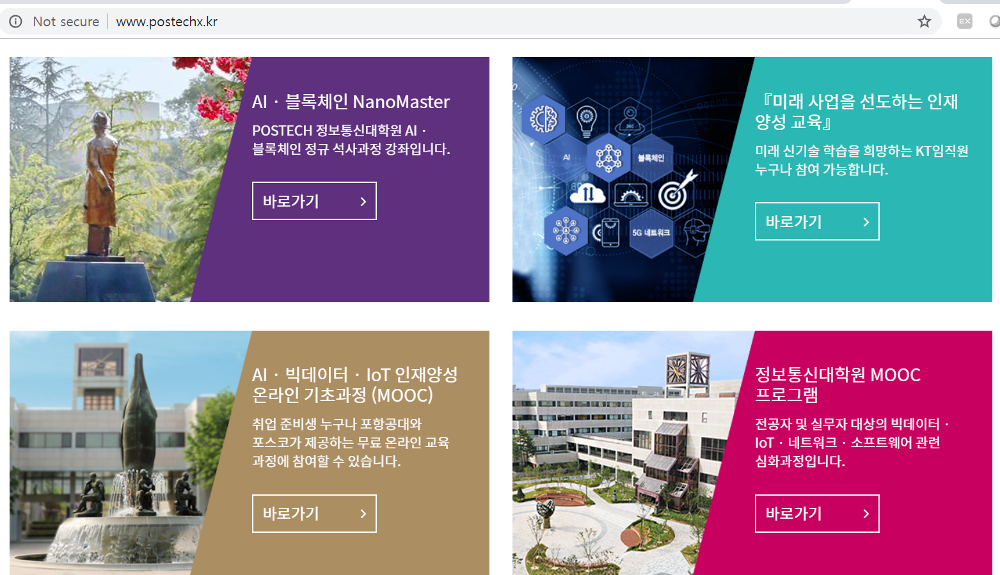 Not secure www.postechx.kr
EX
AI · 블록체인 NanoMaster
POSTECH 정보통신대학원 AI ·
블록체인 정규 석사과정 강좌입니다.
바로가기
『미래 사업을 선도하는 인재
양성 교육』
미래 신기술 학습을 희망하는 KT임직원
누구나 참여 가능합니다.
바로가기
360
AI
블록체인
5G 네트워크
AI · 빅데이터 · IoT 인재양성
온라인 기초과정 (MOOC)
취업 준비생 누구나 포항공대와
포스코가 제공하는 무료 온라인 교육
과정에 참여할 수 있습니다.
바로가기
정보통신대학원 MOOC
프로그램
전공자 및 실무자 대상의 빅데이터 ·
IoT · 네트워크 · 소프트웨어 관련
심화과정입니다.
바로가기